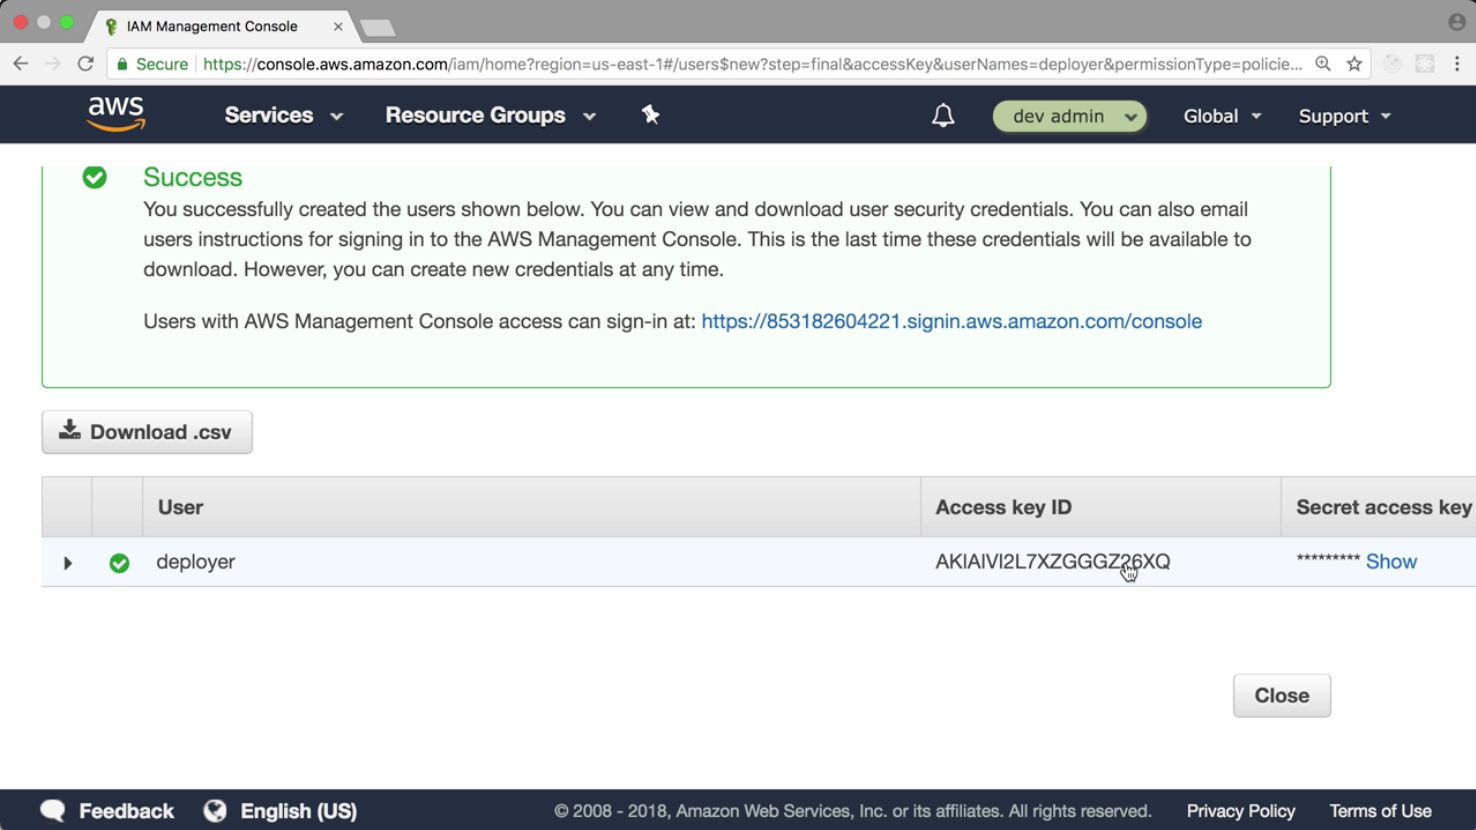 IAM Management Console
Secure
https://console.aws.amazon.com/iam/home?region=us-east-1#/users$new?step=final&accessKey&userNames=deployer&permissionType=policie...
aws
Services
Resource Groups
dev admin
Global
Support
Success
You successfully created the users shown below. You can view and download user security credentials. You can also email
users instructions for signing in to the AWS Management Console. This is the last time these credentials will be available to
download. However, you can create new credentials at any time.
Users with AWS Management Console access can sign-in at: https://853182604221.signin.aws.amazon.com/console
Download .csv
User
Access key ID
Secret access key
deployer
AKIAIVI2L7XZGGGZ26XQ
********* Show
Close
Feedback
English (US)
© 2008 - 2018, Amazon Web Services, Inc. or its affiliates. All rights reserved.
Privacy Policy
Terms of Use